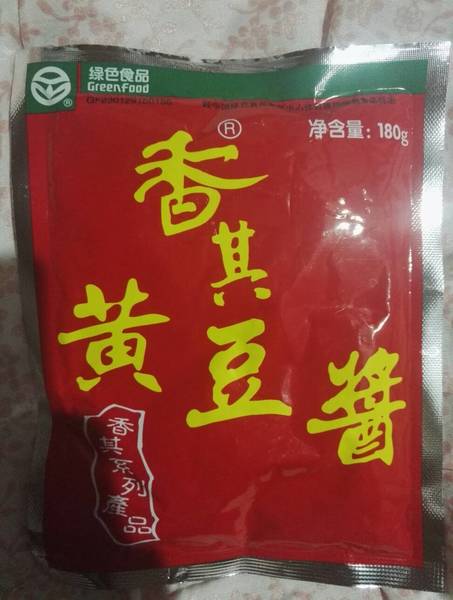 绿色食品
GreenFood
®
净含量: 180g
香其®
黄豆酱
香其系列產品